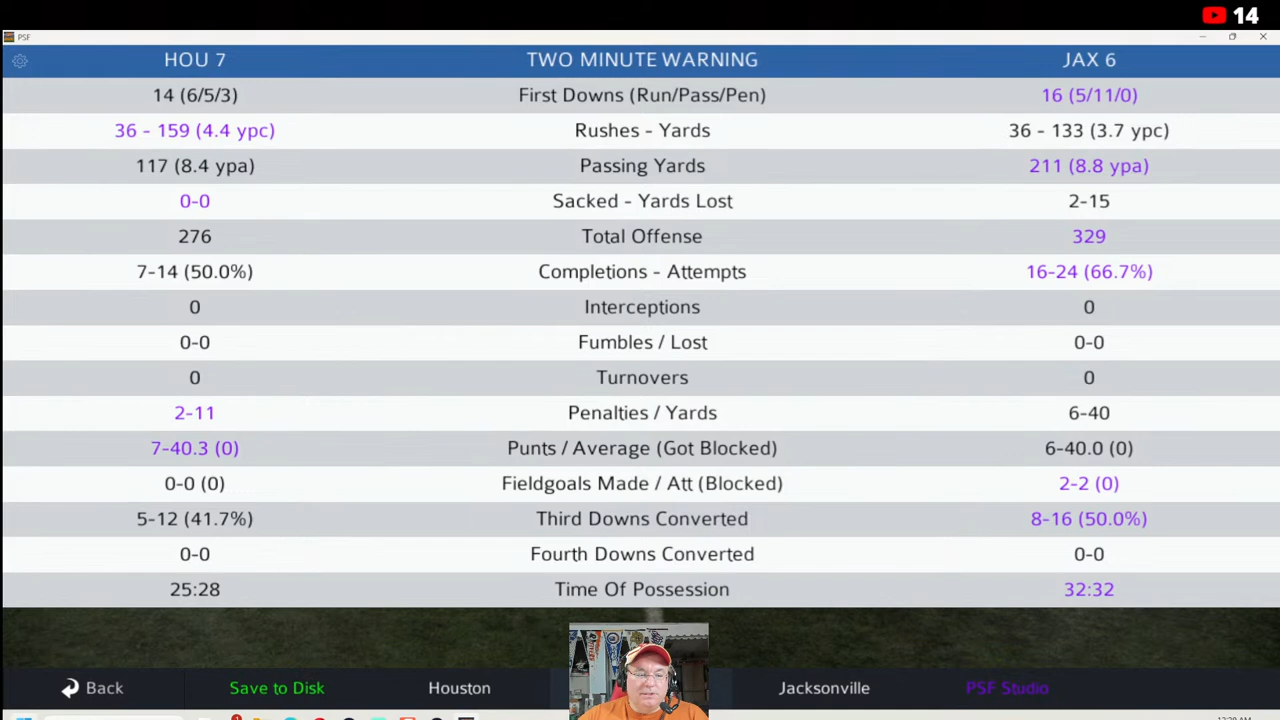 14
PSF
HOU 7 TWO MINUTE WARNING JAX 6
14 (6/5/3) First Downs (Run/Pass/Pen) 16 (5/11/0)
36 - 159 (4.4 ypc) Rushes - Yards 36 - 133 (3.7 ypc)
117 (8.4 ypa) Passing Yards 211 (8.8 ypa)
0-0 Sacked - Yards Lost 2-15
276 Total Offense 329
7-14 (50.0%) Completions - Attempts 16-24 (66.7%)
0 Interceptions 0
0-0 Fumbles / Lost 0-0
0 Turnovers 0
2-11 Penalties / Yards 6-40
7-40.3 (0) Punts / Average (Got Blocked) 6-40.0 (0)
0-0 (0) Fieldgoals Made / Att (Blocked) 2-2 (0)
5-12 (41.7%) Third Downs Converted 8-16 (50.0%)
0-0 Fourth Downs Converted 0-0
25:28 Time Of Possession 32:32
Back Save to Disk Houston Jacksonville PSF Studio